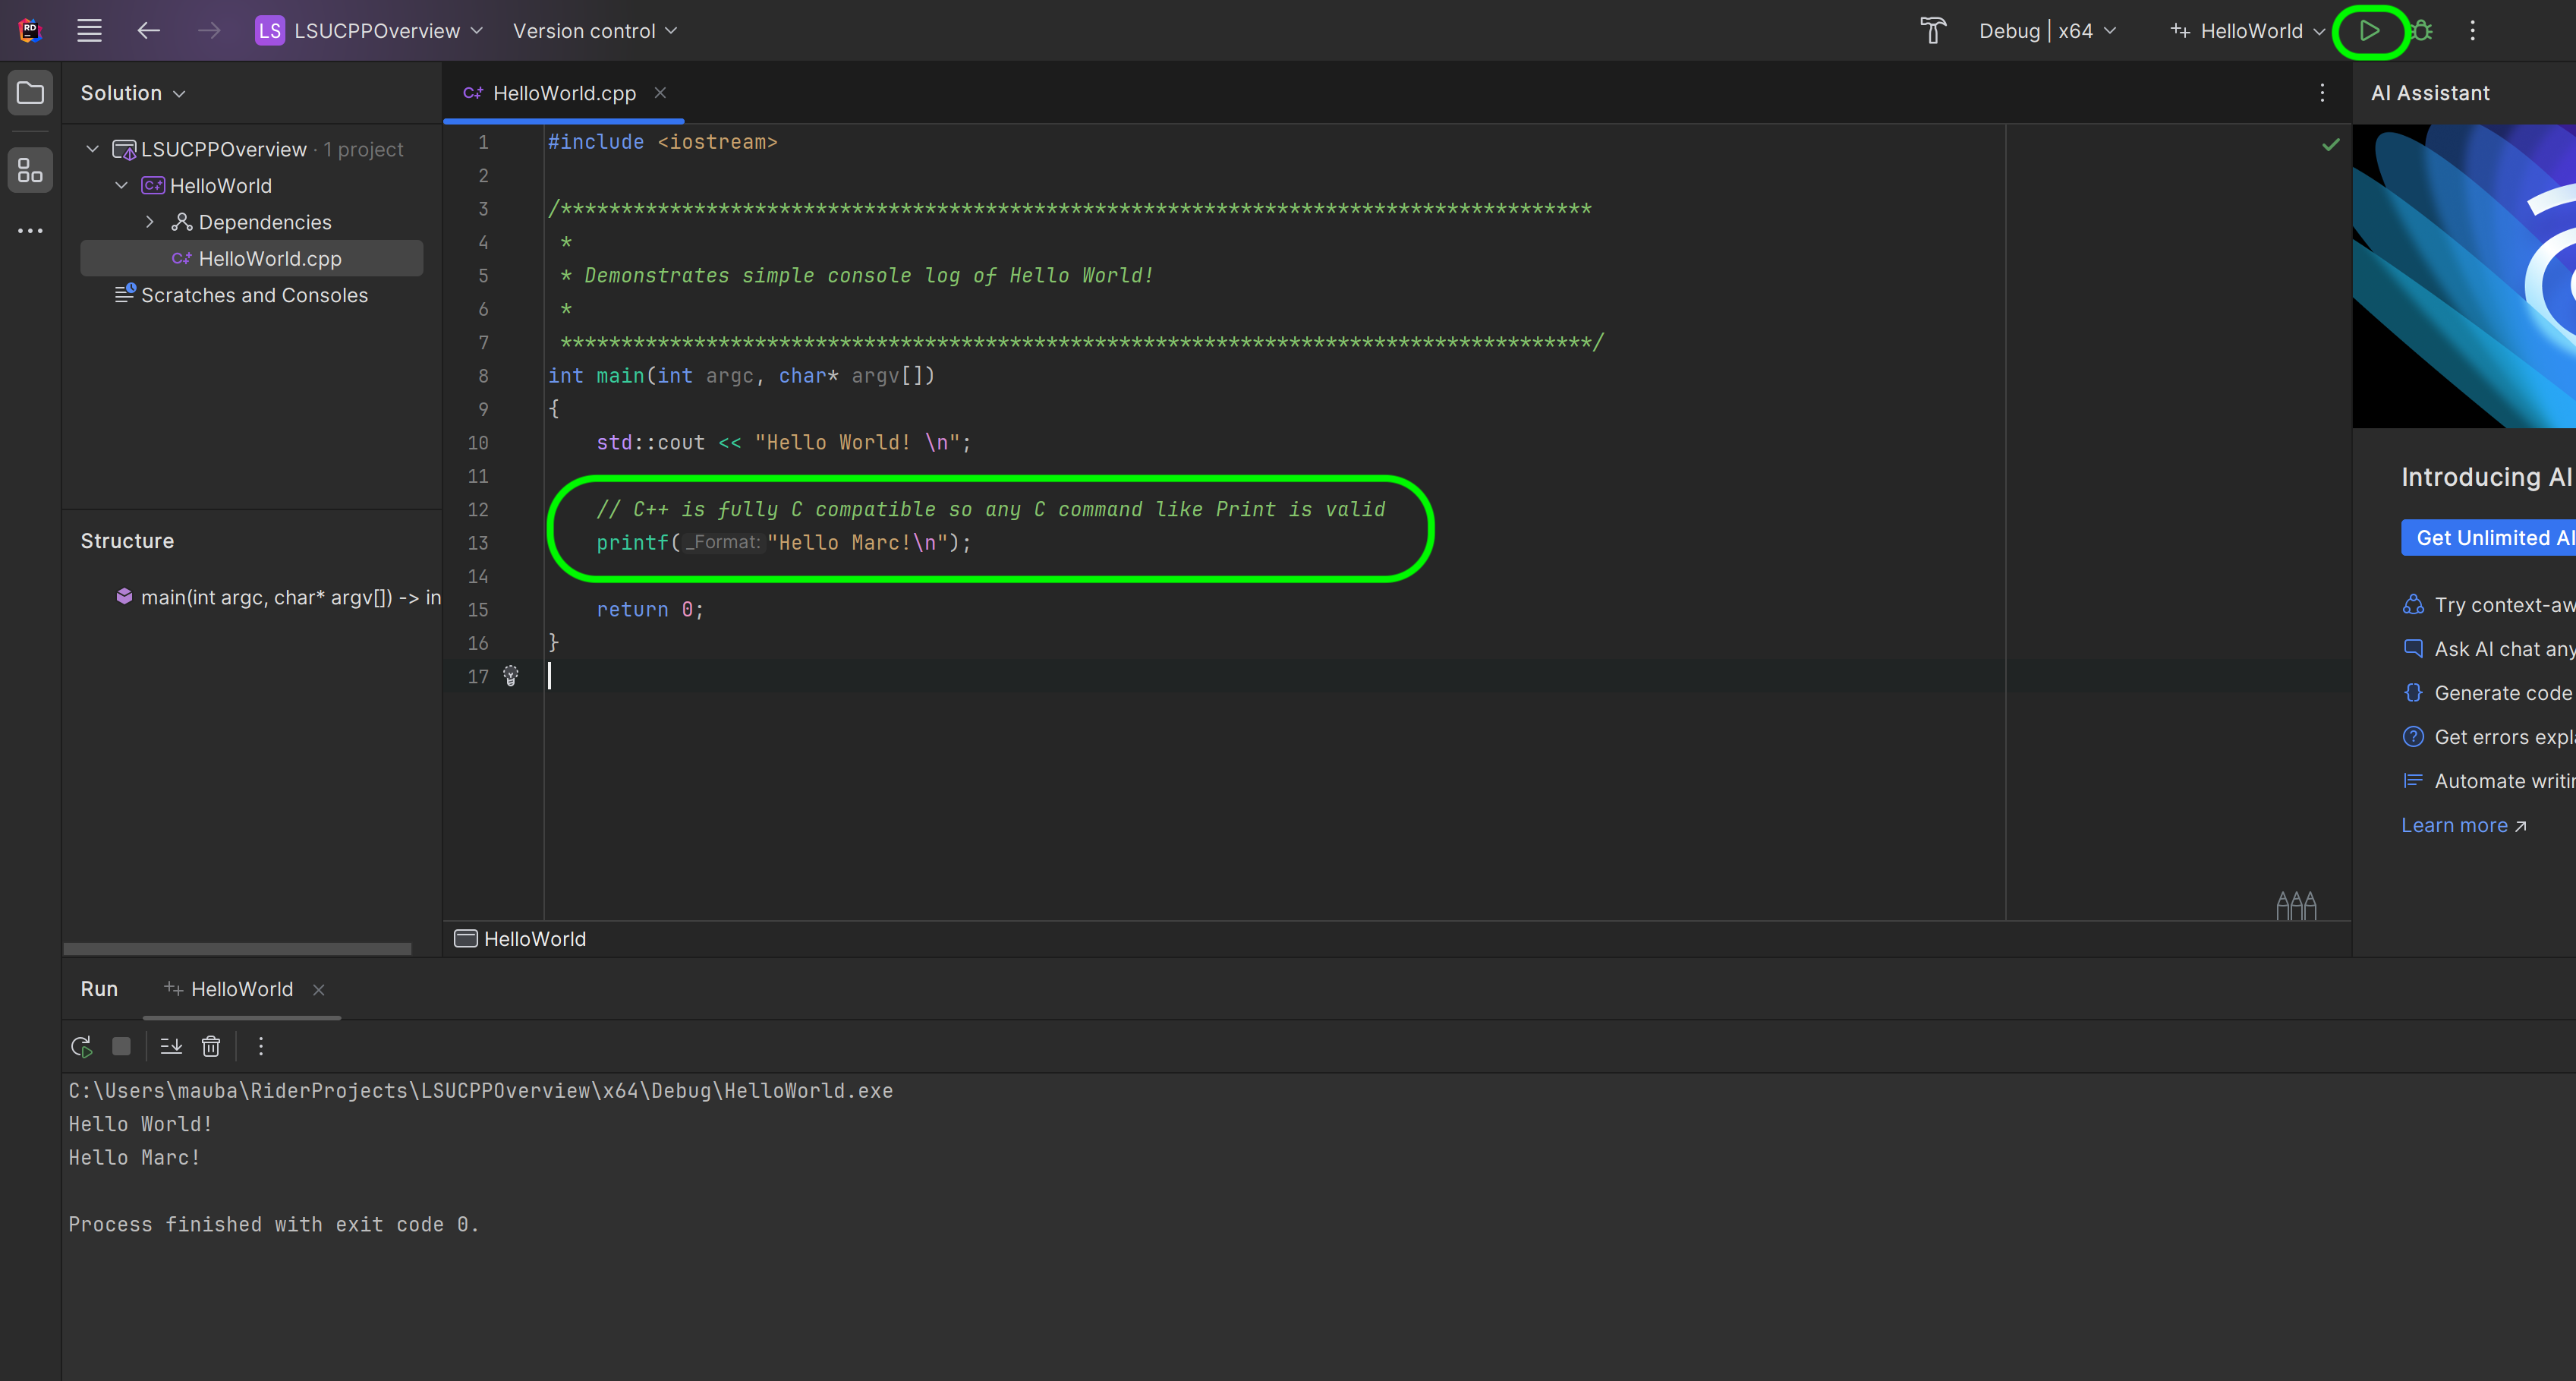 RD
LS LSUCPPOverview Version control Debug | x64 HelloWorld
Solution
LSUCPPOverview · 1 project
HelloWorld
Dependencies
HelloWorld.cpp
Scratches and Consoles
Structure
main(int argc, char* argv[]) -> in
HelloWorld.cpp
1 #include <iostream>
2
3 /*************************************************************************************
4 *
5 * Demonstrates simple console log of Hello World!
6 *
7 *************************************************************************************/
8 int main(int argc, char* argv[])
9 {
10 std::cout << "Hello World! \n";
11
12 // C++ is fully C compatible so any C command like Print is valid
13 printf(_Format:"Hello Marc!\n");
14
15 return 0;
16 }
17
HelloWorld
AI Assistant
Introducing AI
Get Unlimited AI
Try context-aw
Ask AI chat any
Generate code
Get errors expla
Automate writin
Learn more
Run HelloWorld
C:\Users\mauba\RiderProjects\LSUCPPOverview\x64\Debug\HelloWorld.exe
Hello World!
Hello Marc!
Process finished with exit code 0.